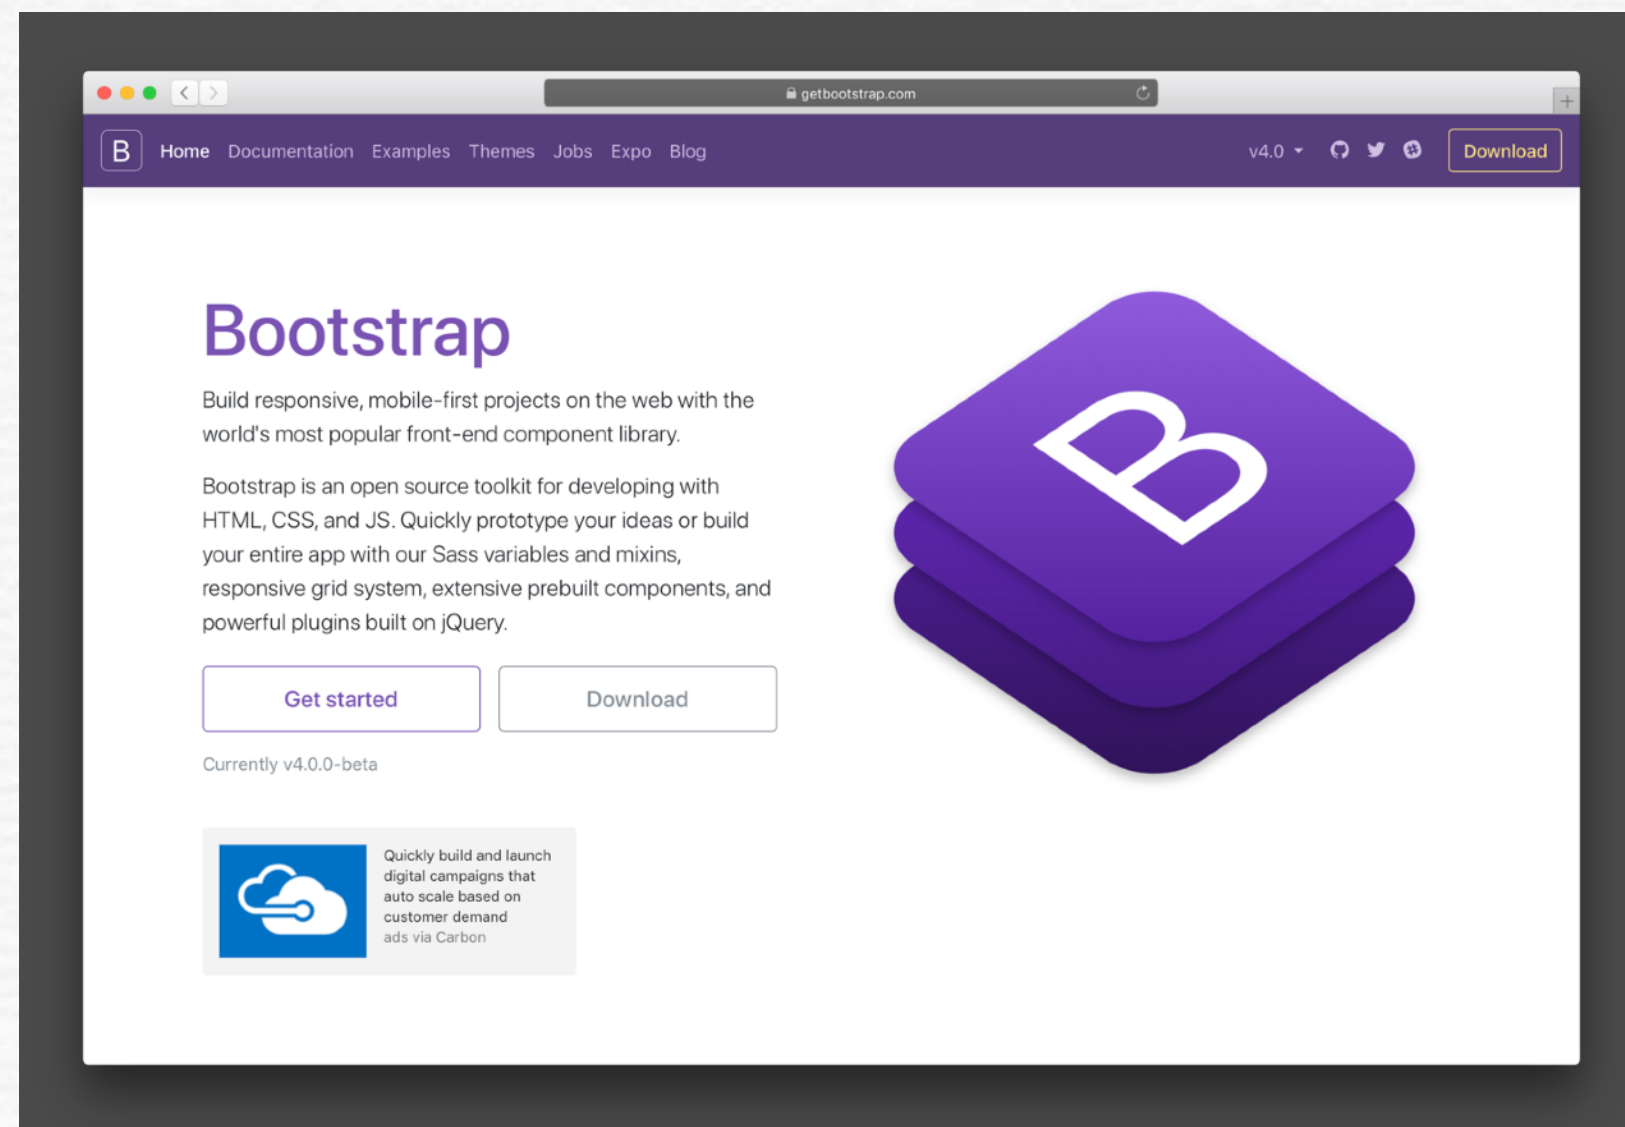 getbootstrap.com
B Home Documentation Examples Themes Jobs Expo Blog v4.0 Download
Bootstrap
Build responsive, mobile-first projects on the web with the
world's most popular front-end component library.
Bootstrap is an open source toolkit for developing with
HTML, CSS, and JS. Quickly prototype your ideas or build
your entire app with our Sass variables and mixins,
responsive grid system, extensive prebuilt components, and
powerful plugins built on jQuery.
Get started Download
Currently v4.0.0-beta
Quickly build and launch
digital campaigns that
auto scale based on
customer demand
ads via Carbon
B